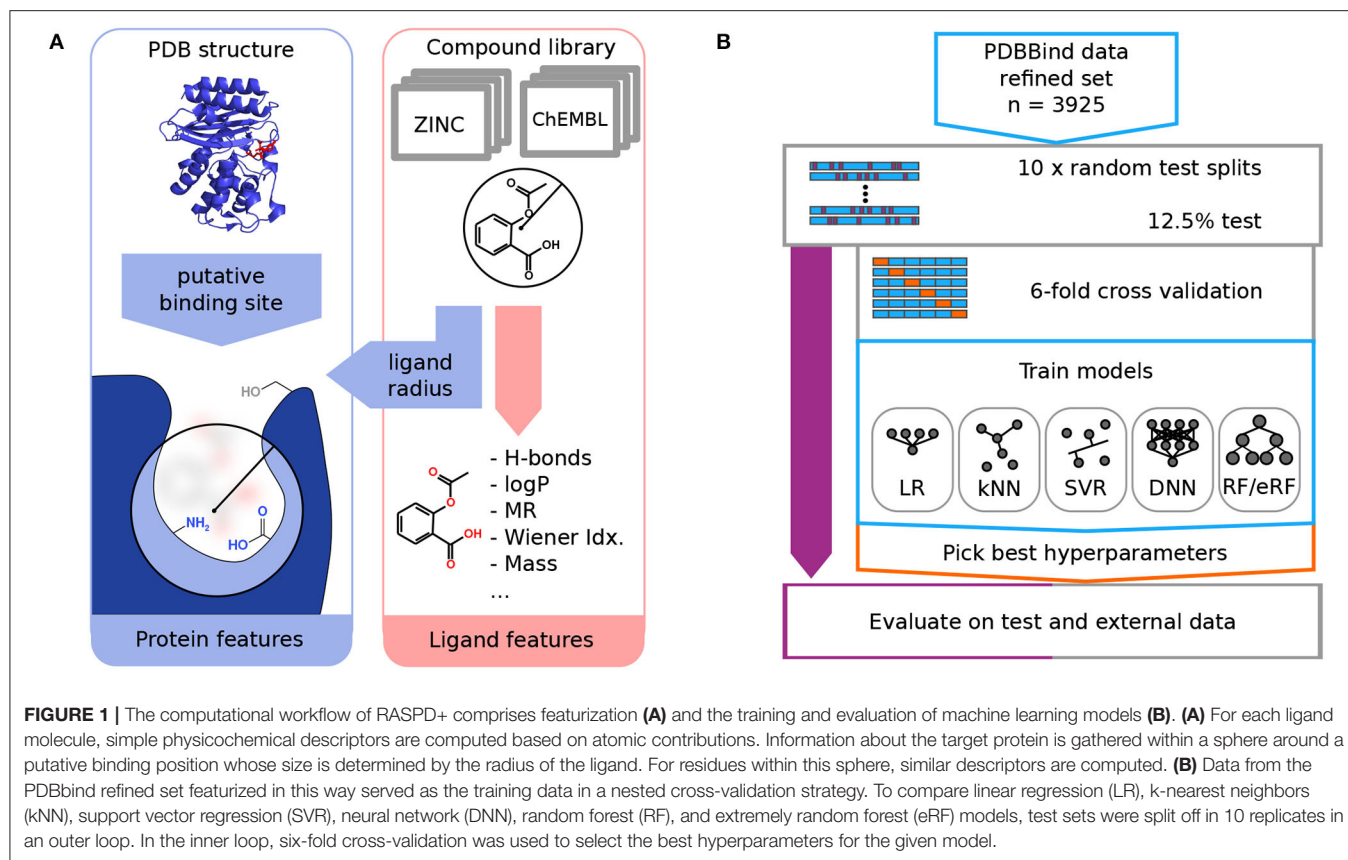 A
PDB structure
putative
binding site
HO
NH2
O
HO
Protein features
Compound library
ZINC
ChEMBL
O
O
OH
O
ligand
radius
O
O
OH
O
- H-bonds
- logP
- MR
- Wiener Idx.
- Mass
...
Ligand features
B
PDBBind data
refined set
n = 3925
10 x random test splits
12.5% test
6-fold cross validation
Train models
LR
kNN
SVR
DNN
RF/eRF
Pick best hyperparameters
Evaluate on test and external data
FIGURE 1 | The computational workflow of RASPD+ comprises featurization (A) and the training and evaluation of machine learning models (B). (A) For each ligand
molecule, simple physicochemical descriptors are computed based on atomic contributions. Information about the target protein is gathered within a sphere around a
putative binding position whose size is determined by the radius of the ligand. For residues within this sphere, similar descriptors are computed. (B) Data from the
PDBbind refined set featurized in this way served as the training data in a nested cross-validation strategy. To compare linear regression (LR), k-nearest neighbors
(kNN), support vector regression (SVR), neural network (DNN), random forest (RF), and extremely random forest (eRF) models, test sets were split off in 10 replicates in
an outer loop. In the inner loop, six-fold cross-validation was used to select the best hyperparameters for the given model.